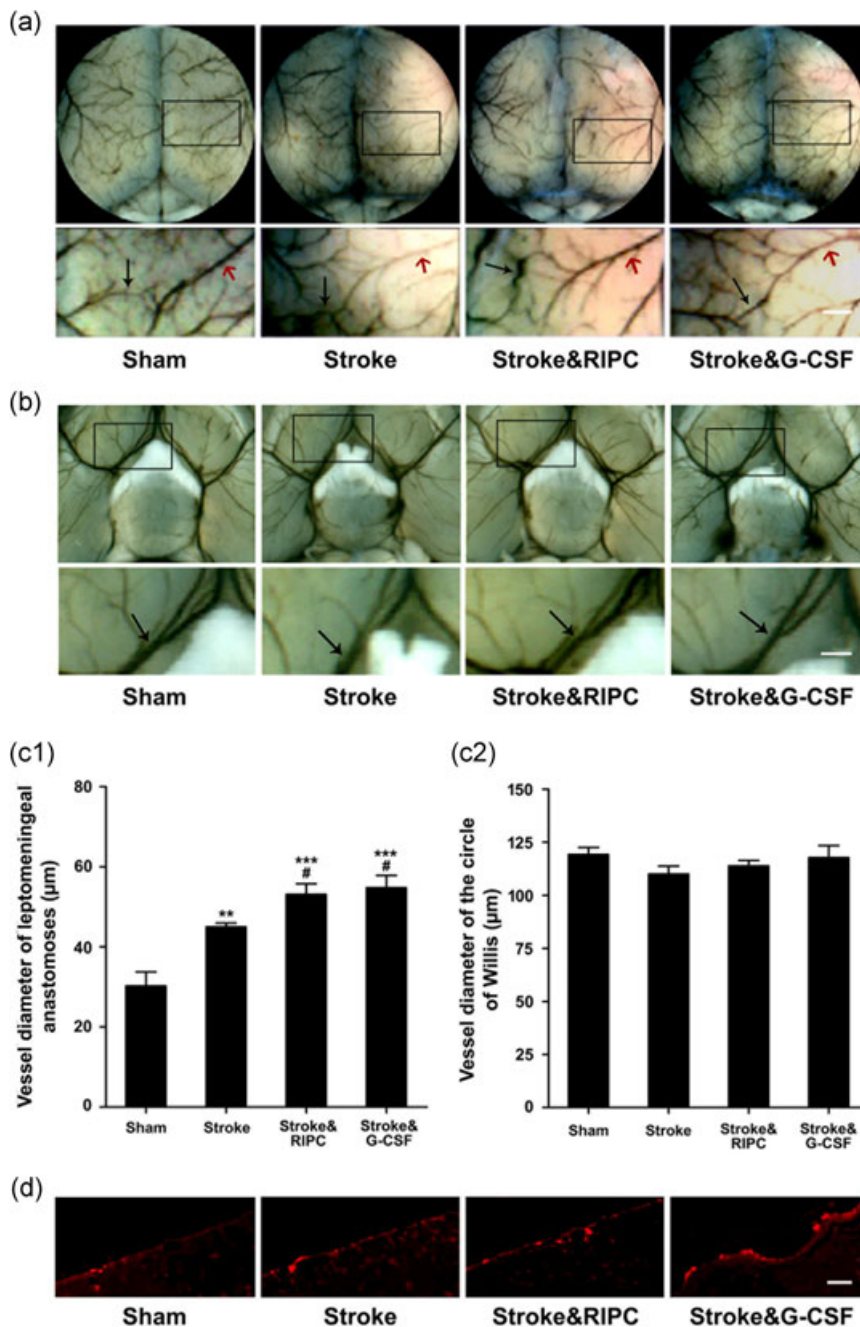 (a)
Sham Stroke Stroke&RIPC Stroke&G-CSF
(b)
Sham Stroke Stroke&RIPC Stroke&G-CSF
(c1)
Vessel diameter of leptomeningeal
anastomoses (µm)
80
60
40
20
0
***
#
***
#
**
Sham Stroke Stroke& RIPC Stroke& G-CSF
(c2)
Vessel diameter of the circle
of Willis (µm)
150
125
100
75
50
25
0
Sham Stroke Stroke& RIPC Stroke& G-CSF
(d)
Sham Stroke Stroke&RIPC Stroke&G-CSF